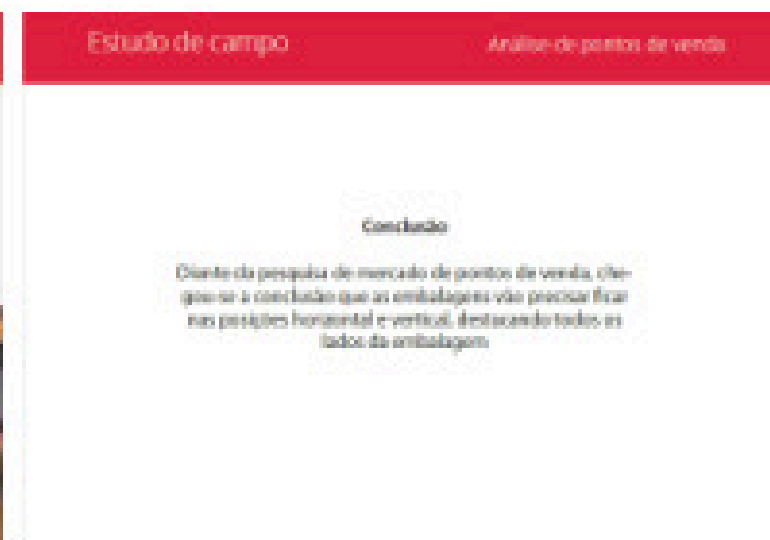 Estudo de campo
Análise de pontos de venda
Conclusão
Diante da pesquisa de mercado de pontos de venda, che-
gou-se a conclusão que as embalagens vão precisar ficar
nas posições horizontal e vertical, destacando todos os
lados da embalagem